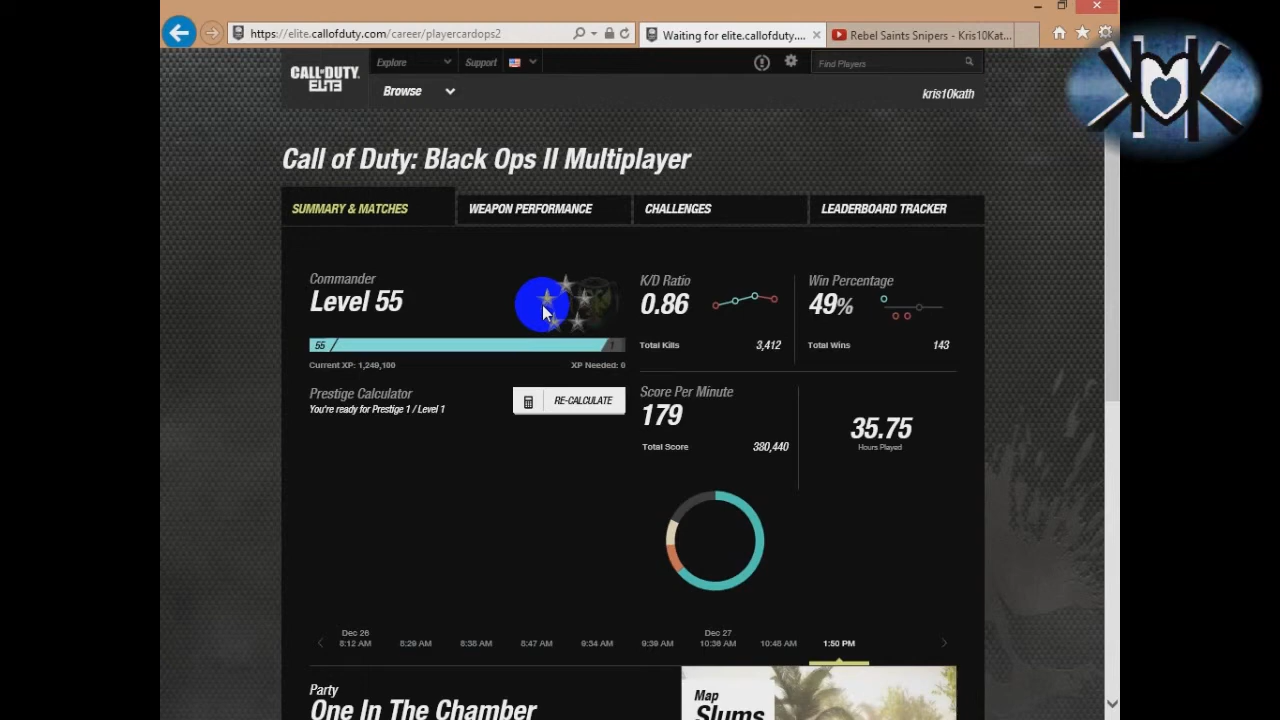 https://elite.callofduty.com/career/playercardops2
Waiting for elite.callofduty....
Rebel Saints Snipers - Kris10Kat...
CALL OF DUTY
ELITE
Explore
Support
Find Players
Browse
kris10kath
Call of Duty: Black Ops II Multiplayer
SUMMARY & MATCHES
WEAPON PERFORMANCE
CHALLENGES
LEADERBOARD TRACKER
Commander
Level 55
55
1
Current XP: 1,249,100
XP Needed: 0
Prestige Calculator
You're ready for Prestige 1 / Level 1
RE-CALCULATE
K/D Ratio
0.86
Total Kills
3,412
Win Percentage
49%
Total Wins
143
Score Per Minute
179
Total Score
380,440
35.75
Hours Played
Dec 26
8:12 AM
8:29 AM
8:38 AM
8:47 AM
9:34 AM
9:39 AM
Dec 27
10:36 AM
10:48 AM
1:50 PM
Party
One In The Chamber
Map
Slums